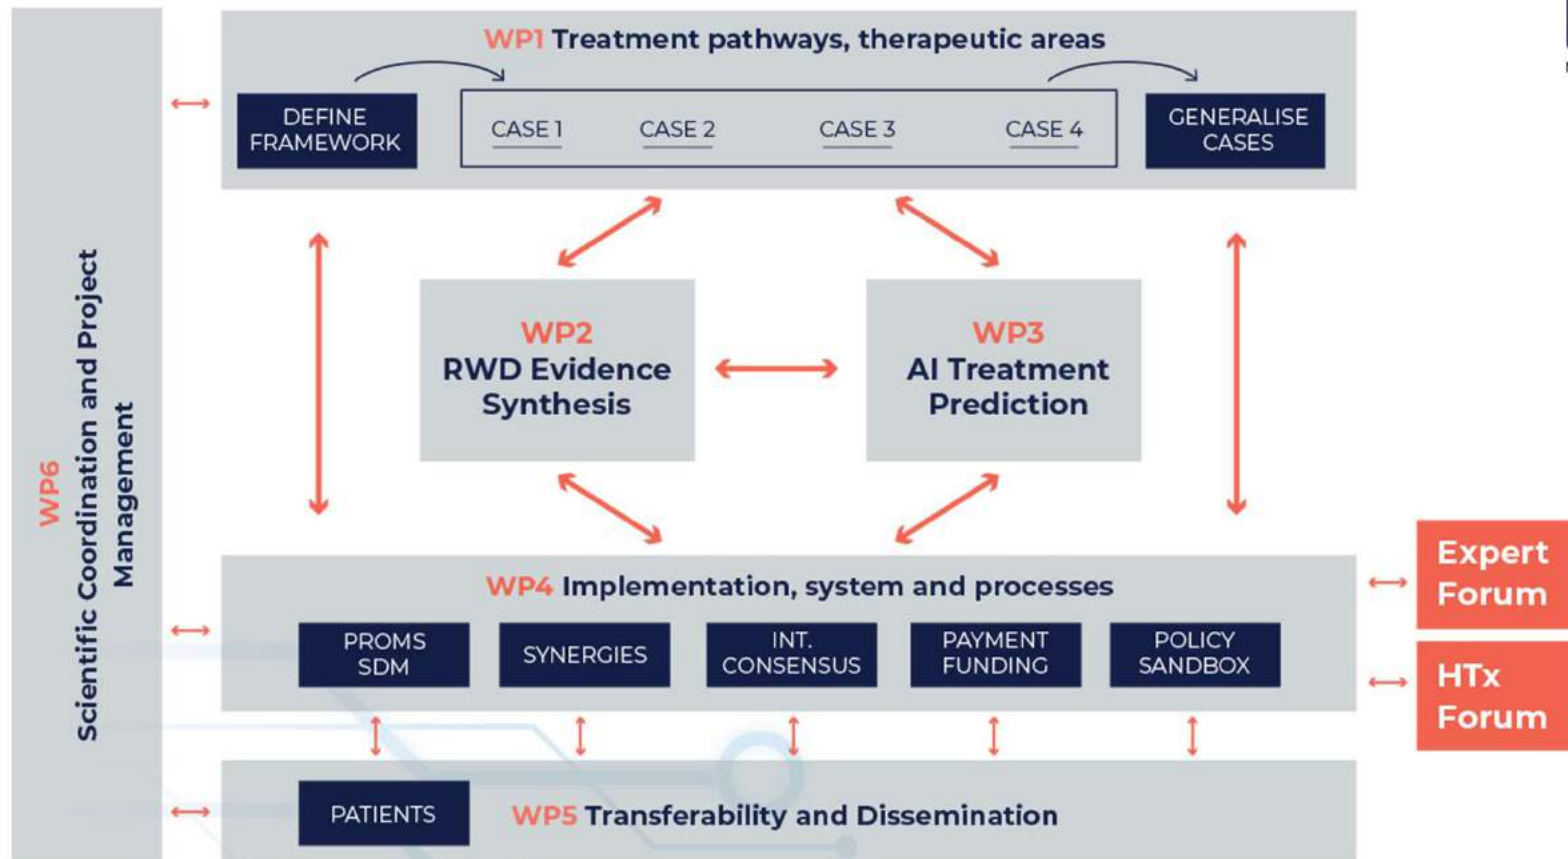 WP1 Treatment pathways, therapeutic areas
DEFINE
FRAMEWORK
CASE 1
CASE 2
CASE 3
CASE 4
GENERALISE
CASES
WP2
RWD Evidence
Synthesis
WP3
AI Treatment
Prediction
WP6
Scientific Coordination and Project
Management
WP4 Implementation, system and processes
PROMS
SDM
SYNERGIES
INT.
CONSENSUS
PAYMENT
FUNDING
POLICY
SANDBOX
Expert
Forum
HTx
Forum
PATIENTS
WP5 Transferability and Dissemination